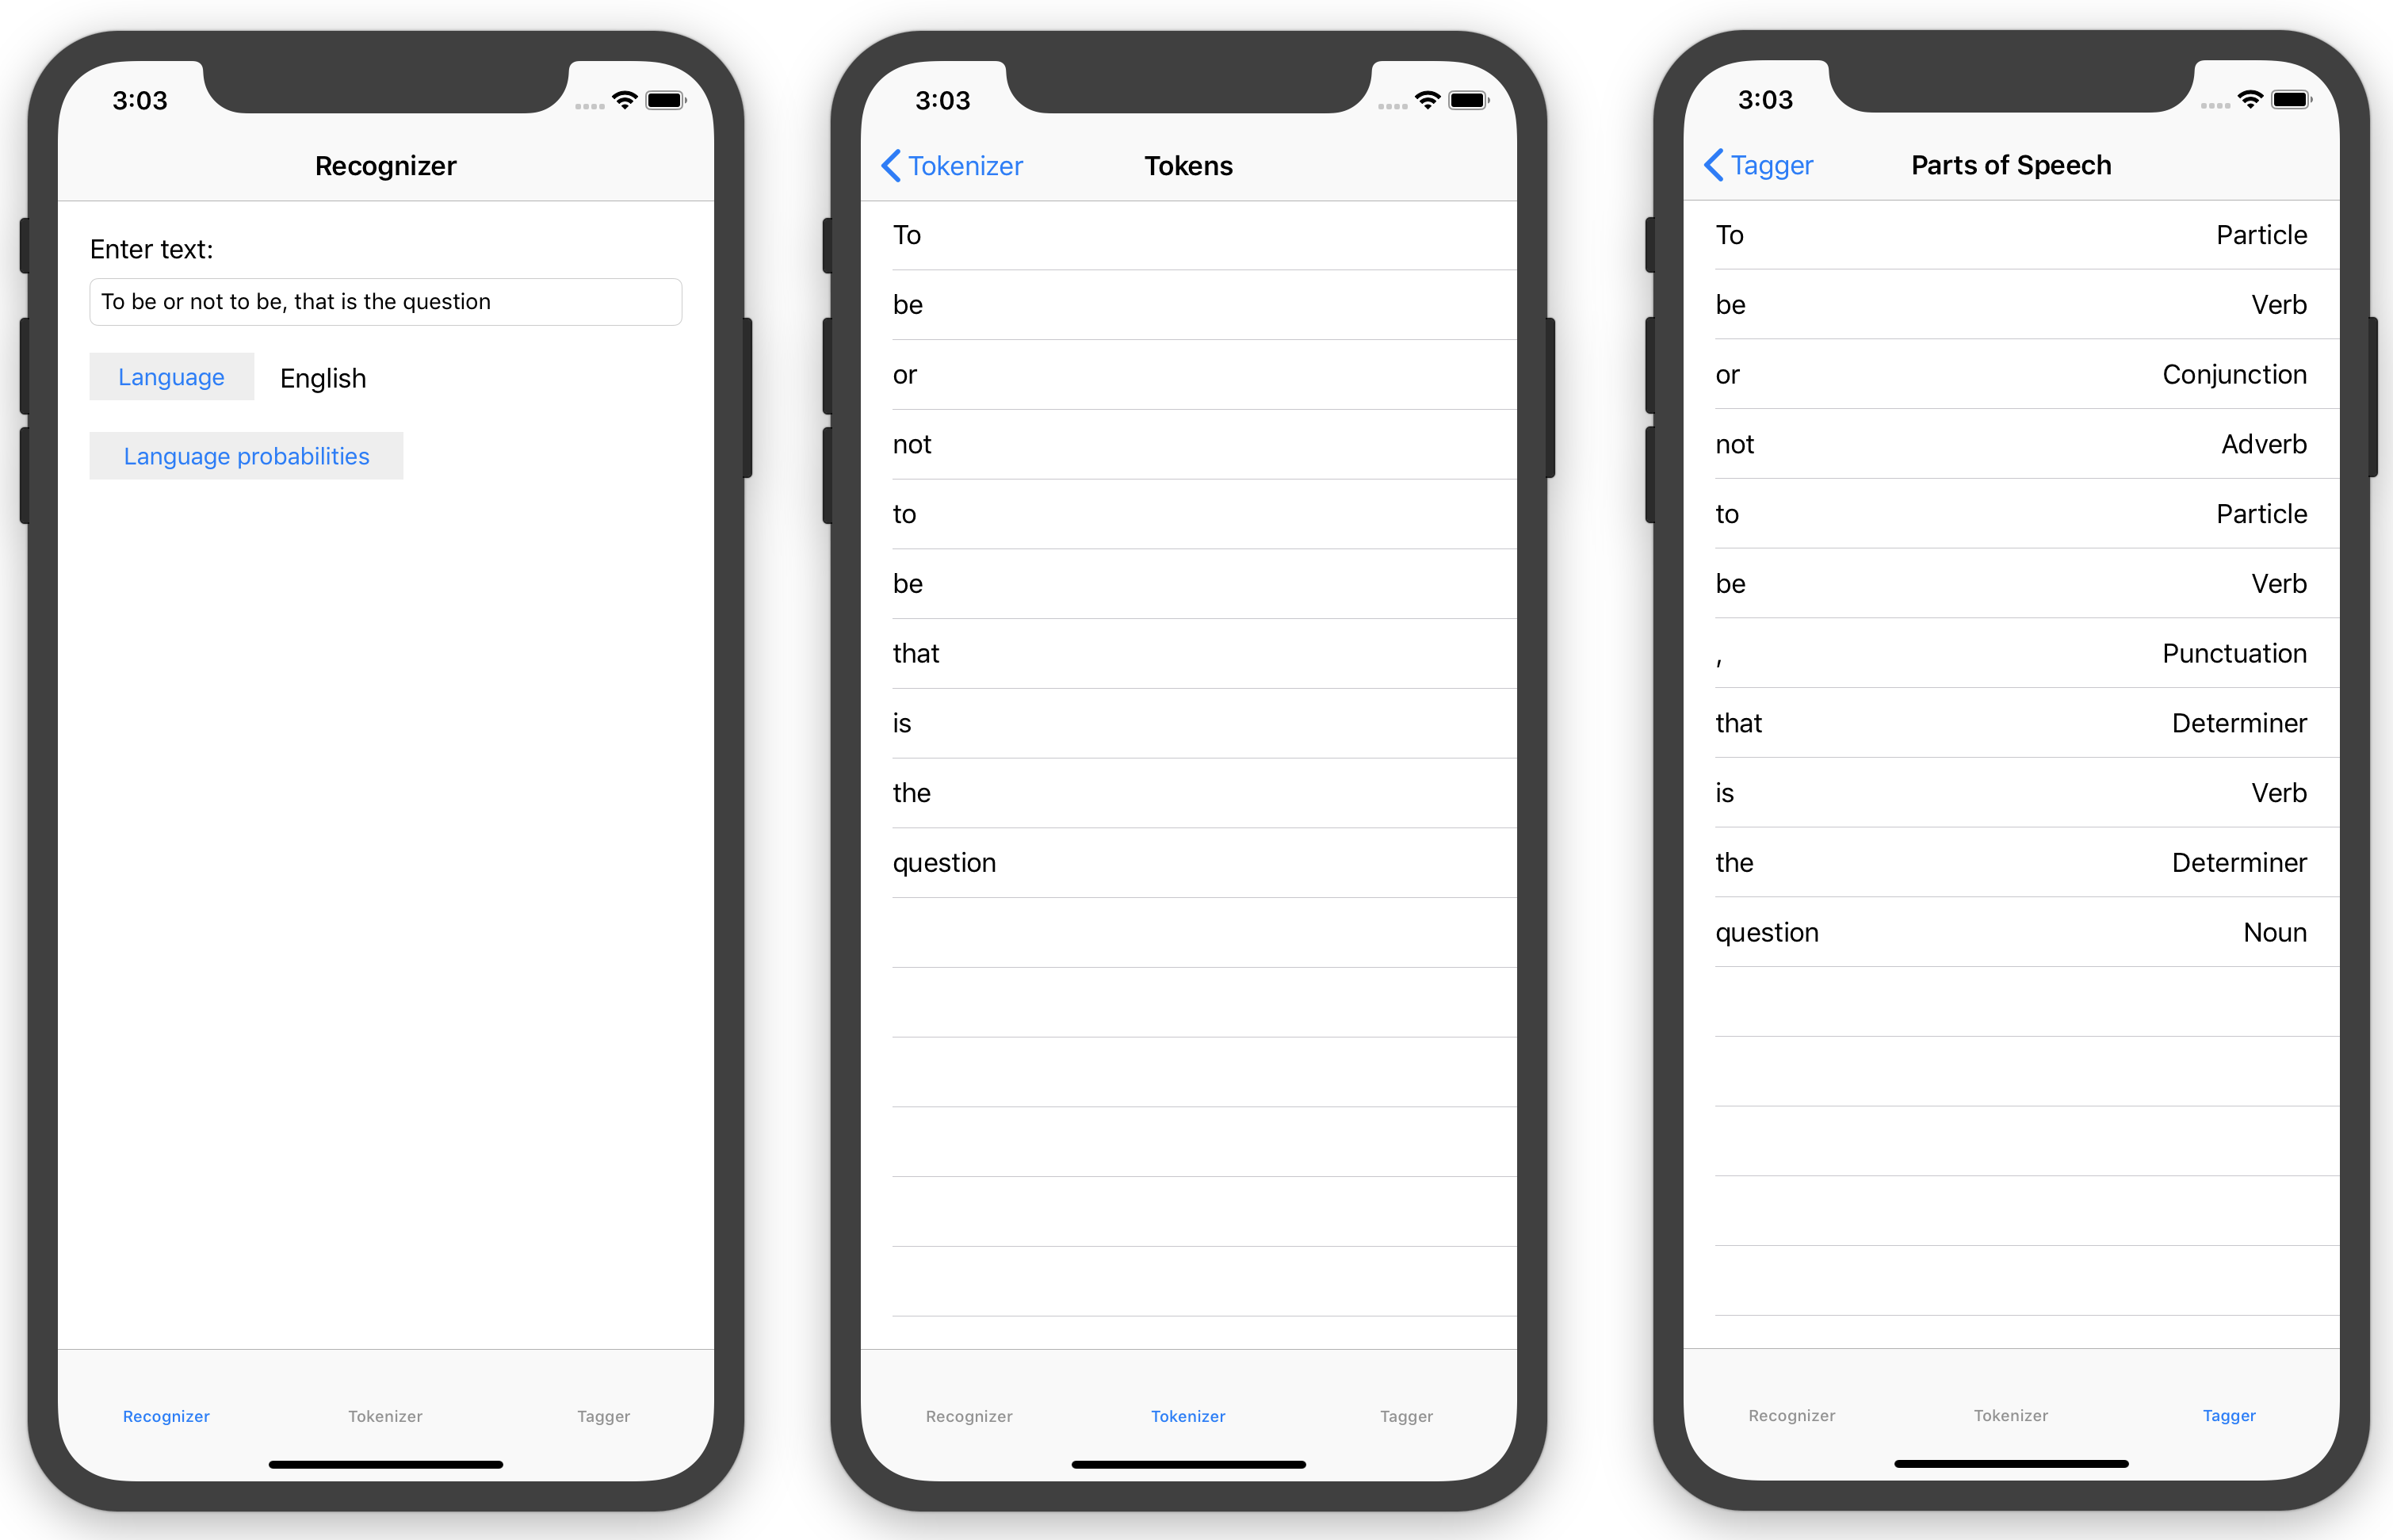 3:03
Recognizer
Enter text:
To be or not to be, that is the question
Language English
Language probabilities
Recognizer Tokenizer Tagger
3:03
Tokenizer Tokens
To
be
or
not
to
be
that
is
the
question
Recognizer Tokenizer Tagger
3:03
Tagger Parts of Speech
To Particle
be Verb
or Conjunction
not Adverb
to Particle
be Verb
, Punctuation
that Determiner
is Verb
the Determiner
question Noun
Recognizer Tokenizer Tagger